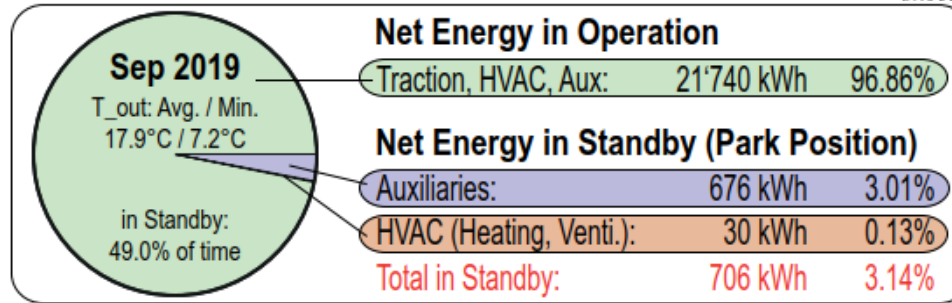 Sep 2019
T_out: Avg. / Min.
17.9°C / 7.2°C
in Standby:
49.0% of time
Net Energy in Operation
Traction, HVAC, Aux: 21‘740 kWh 96.86%
Net Energy in Standby (Park Position)
Auxiliaries: 676 kWh 3.01%
HVAC (Heating, Venti.): 30 kWh 0.13%
Total in Standby: 706 kWh 3.14%